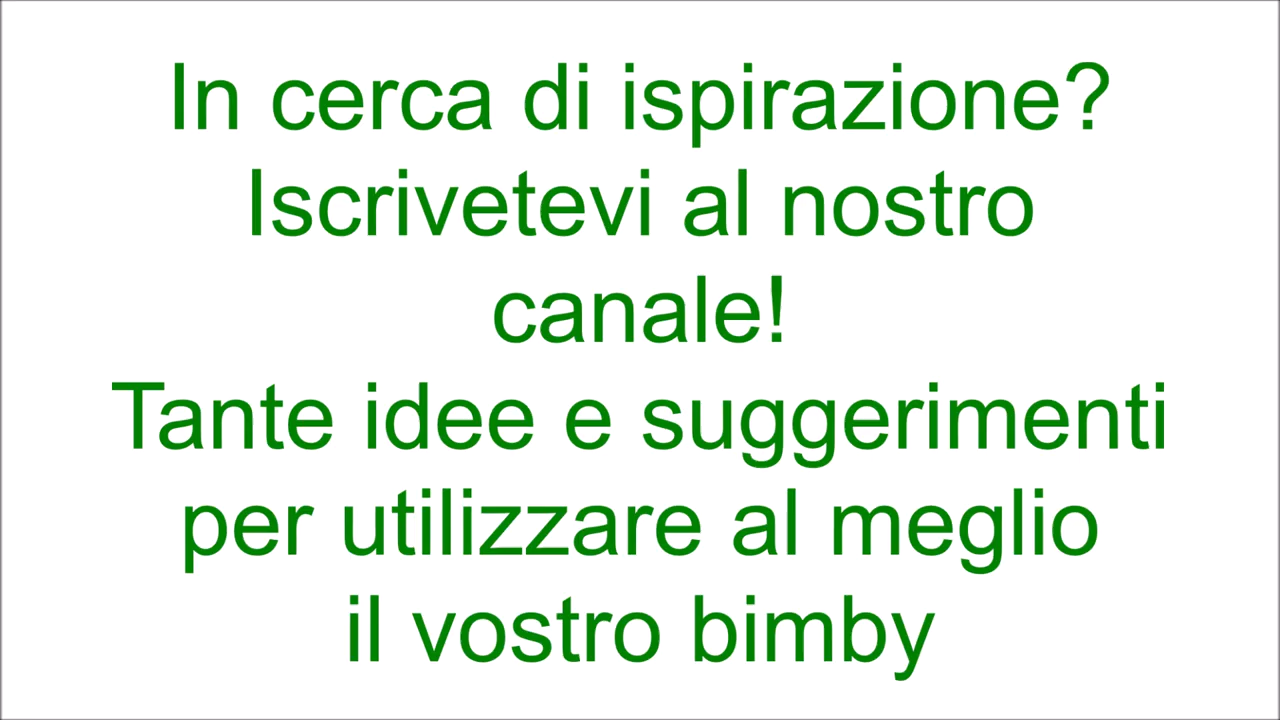 In cerca di ispirazione?
Iscrivetevi al nostro
canale!
Tante idee e suggerimenti
per utilizzare al meglio
il vostro bimby